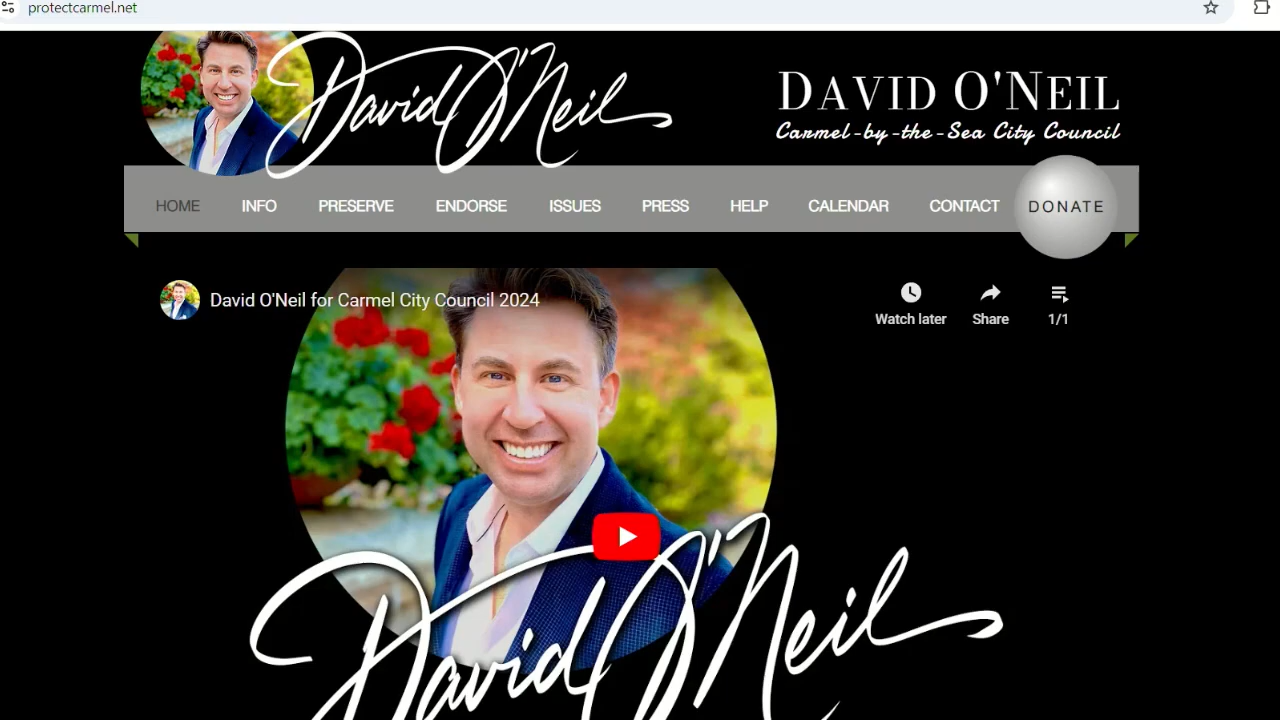 protectcarmel.net
David O'Neil
DAVID O'NEIL
Carmel-by-the-Sea City Council
HOME INFO PRESERVE ENDORSE ISSUES PRESS HELP CALENDAR CONTACT DONATE
David O'Neil for Carmel City Council 2024
Watch later Share 1/1
David O'Neil